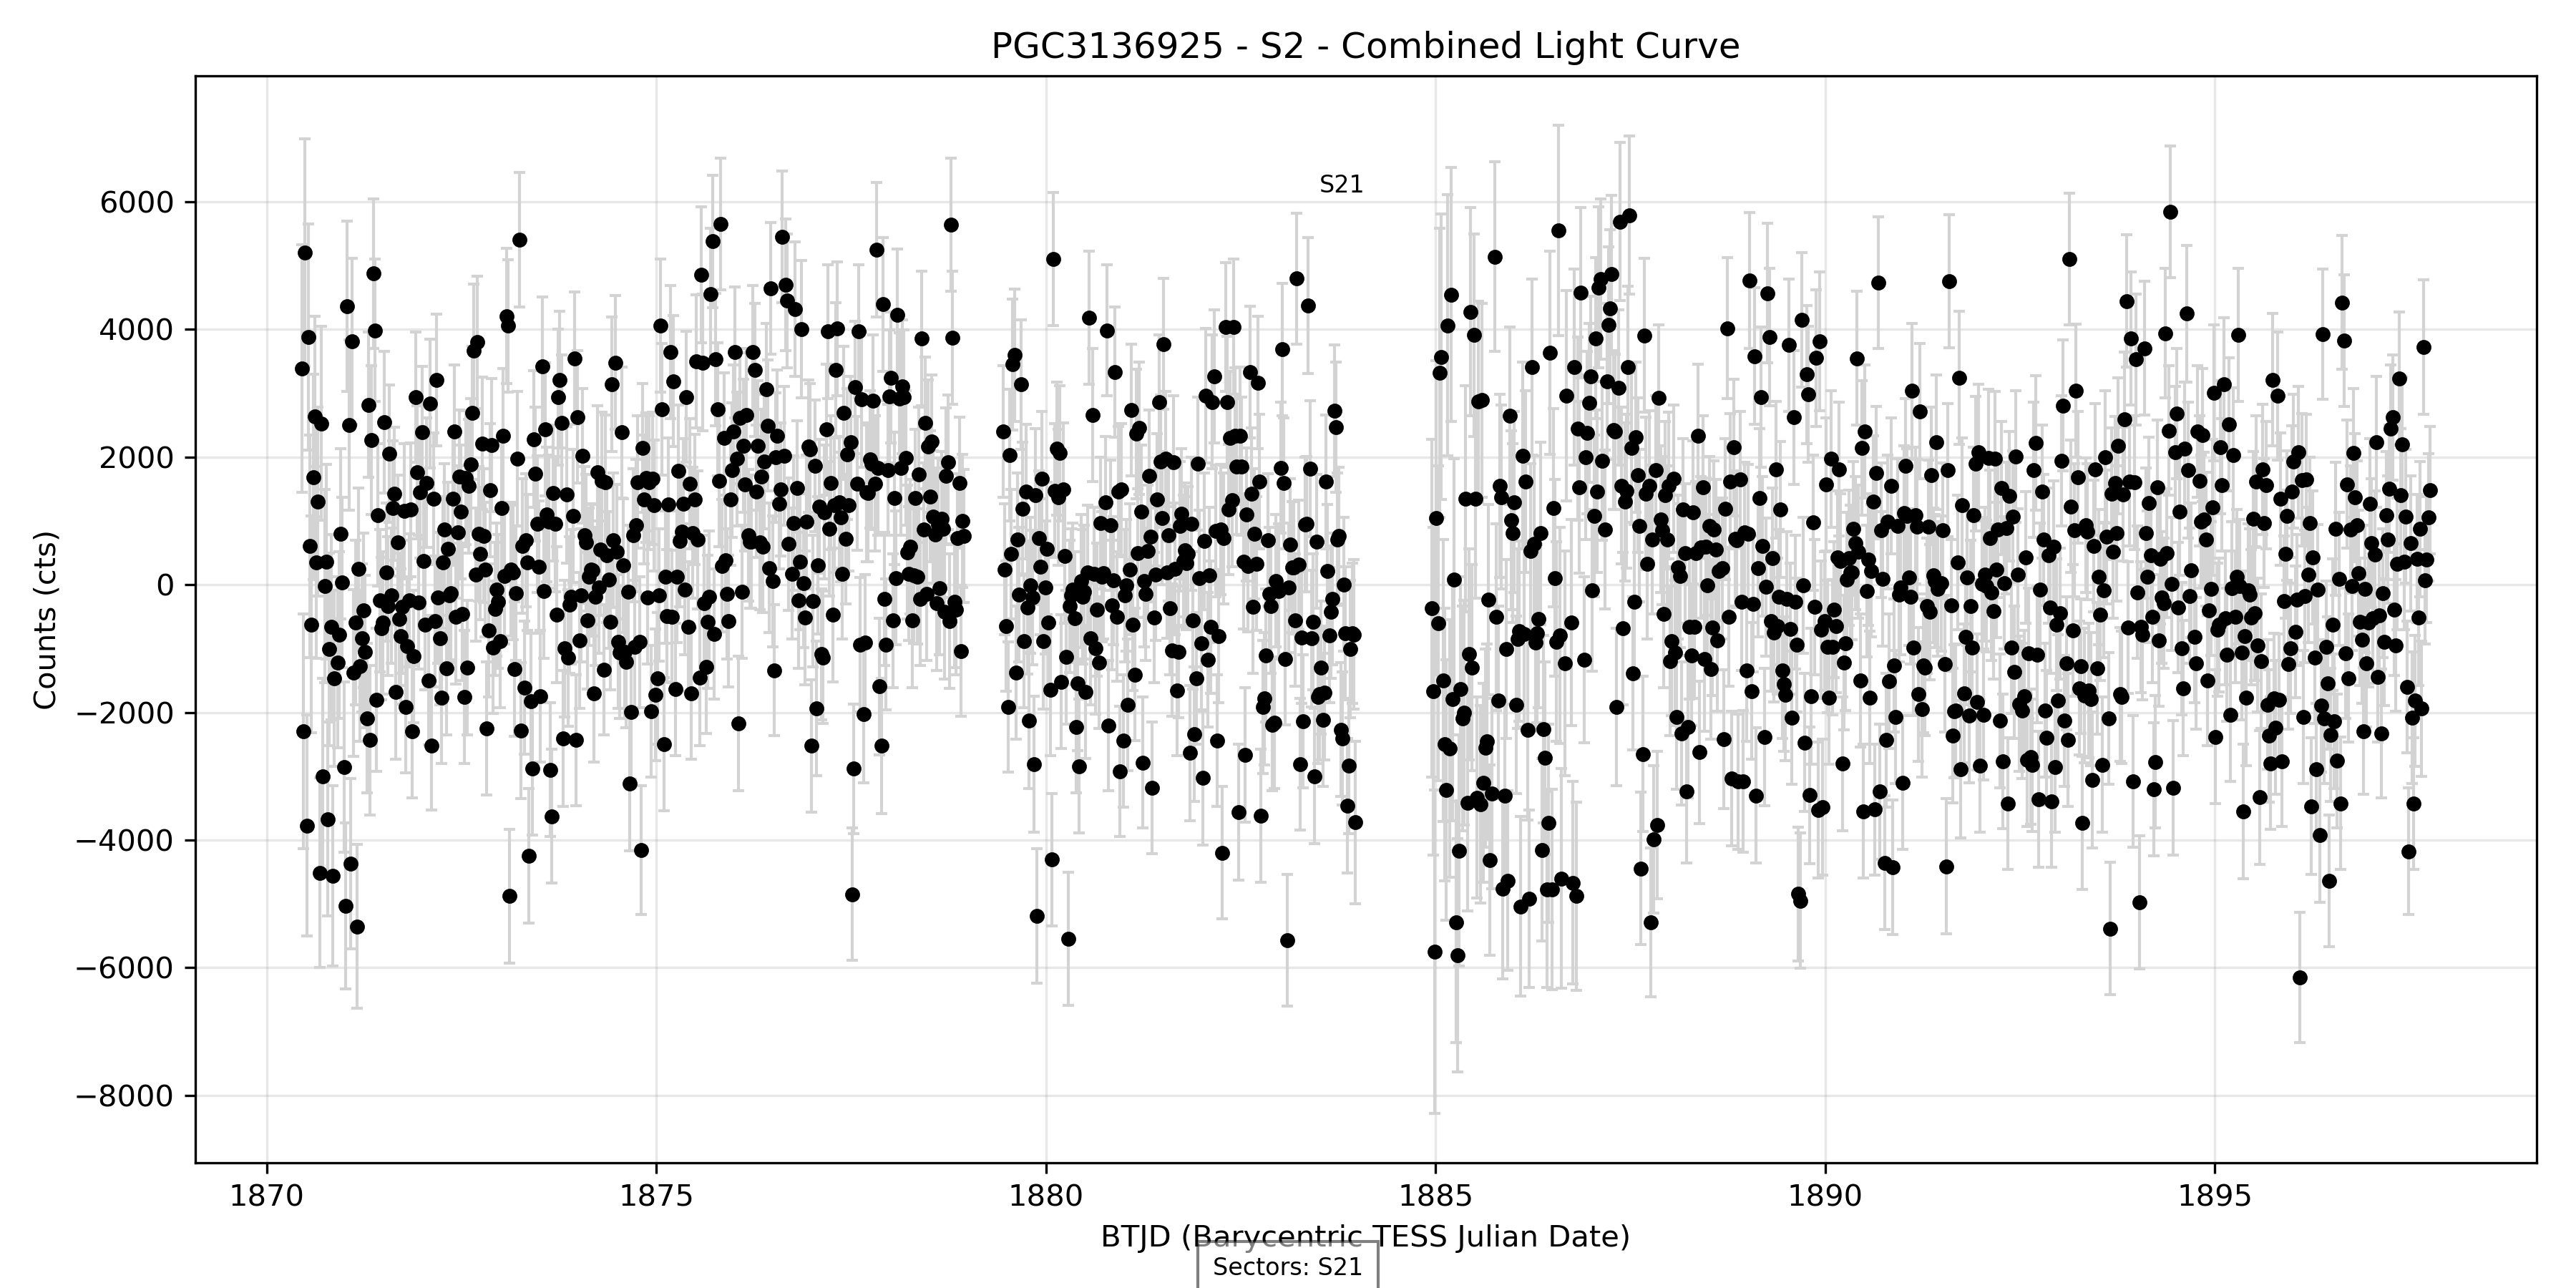 PGC3136925 - S2 - Combined Light Curve
S21
6000
4000
2000
0
−2000
−4000
−6000
−8000
Counts (cts)
1870 1875 1880 1885 1890 1895
BTJD (Barycentric TESS Julian Date)
Sectors: S21